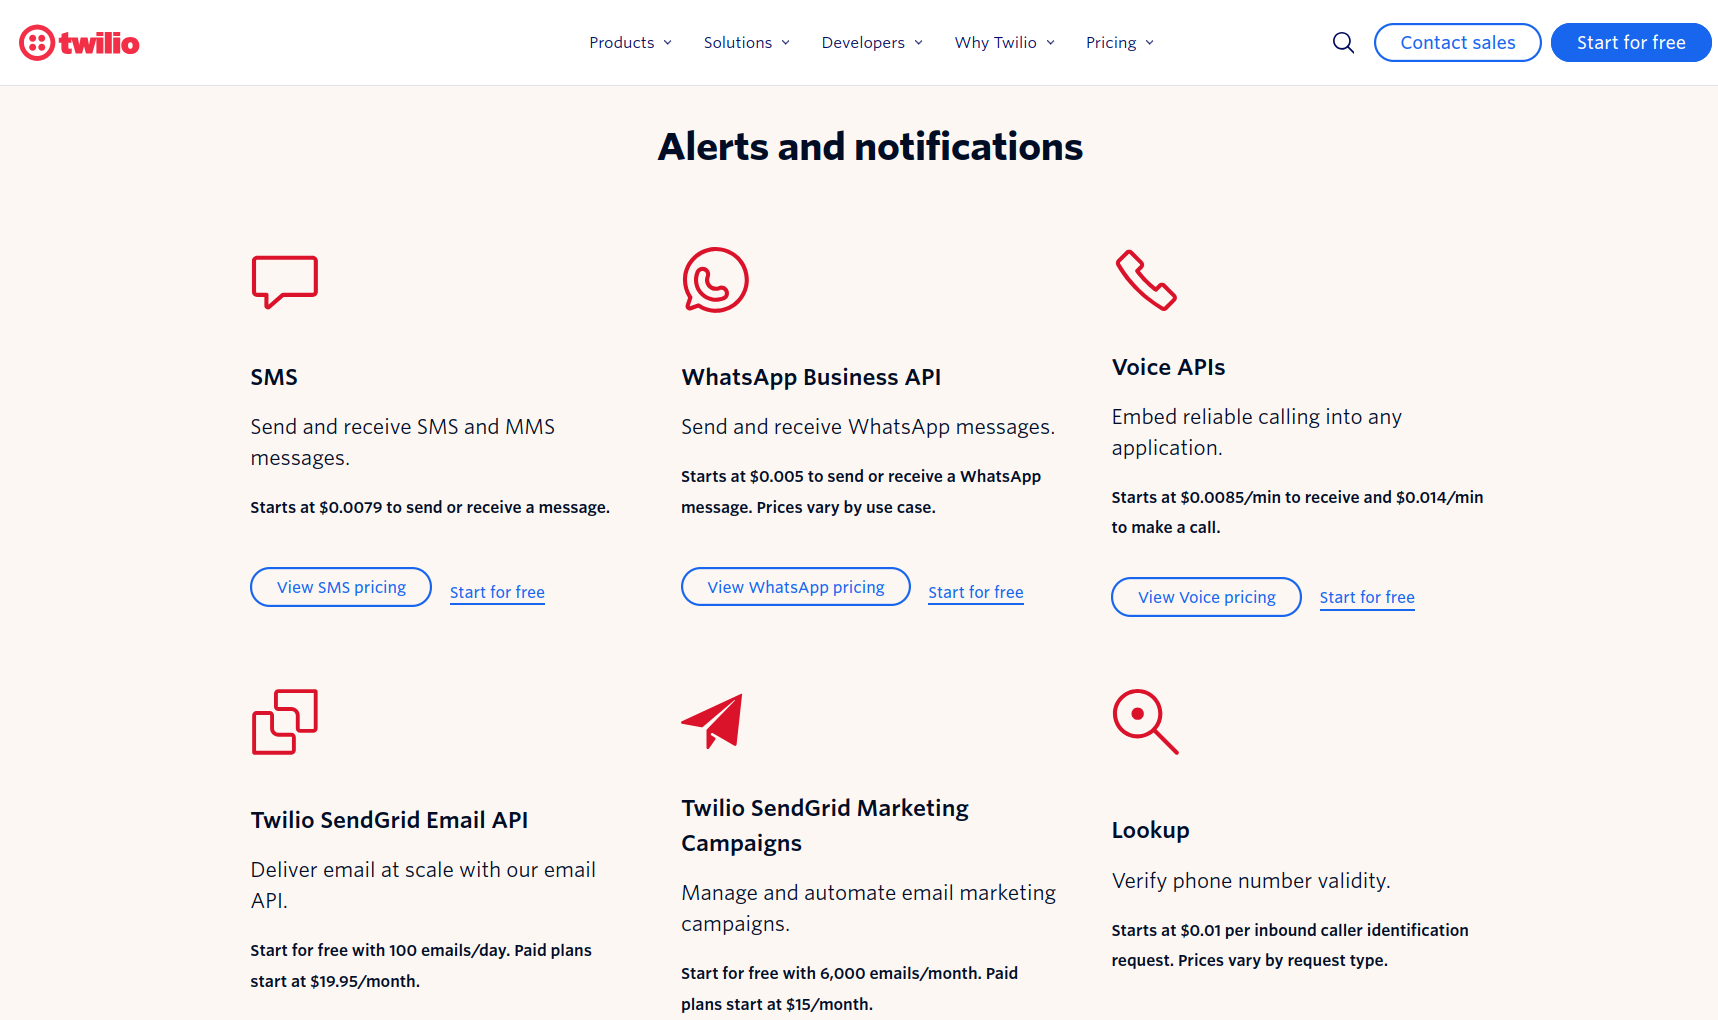 twilio
Products
Solutions
Developers
Why Twilio
Pricing
Contact sales
Start for free
Alerts and notifications
SMS
Send and receive SMS and MMS
messages.
Starts at $0.0079 to send or receive a message.
View SMS pricing
Start for free
WhatsApp Business API
Send and receive WhatsApp messages.
Starts at $0.005 to send or receive a WhatsApp
message. Prices vary by use case.
View WhatsApp pricing
Start for free
Voice APIs
Embed reliable calling into any
application.
Starts at $0.0085/min to receive and $0.014/min
to make a call.
View Voice pricing
Start for free
Twilio SendGrid Email API
Deliver email at scale with our email
API.
Start for free with 100 emails/day. Paid plans
start at $19.95/month.
Twilio SendGrid Marketing
Campaigns
Manage and automate email marketing
campaigns.
Start for free with 6,000 emails/month. Paid
plans start at $15/month.
Lookup
Verify phone number validity.
Starts at $0.01 per inbound caller identification
request. Prices vary by request type.